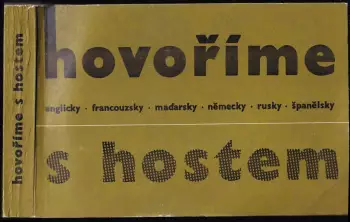 hovoříme s hostem
hovoříme
anglicky · francouzsky · maďarsky · německy · rusky · španělsky
s hostem